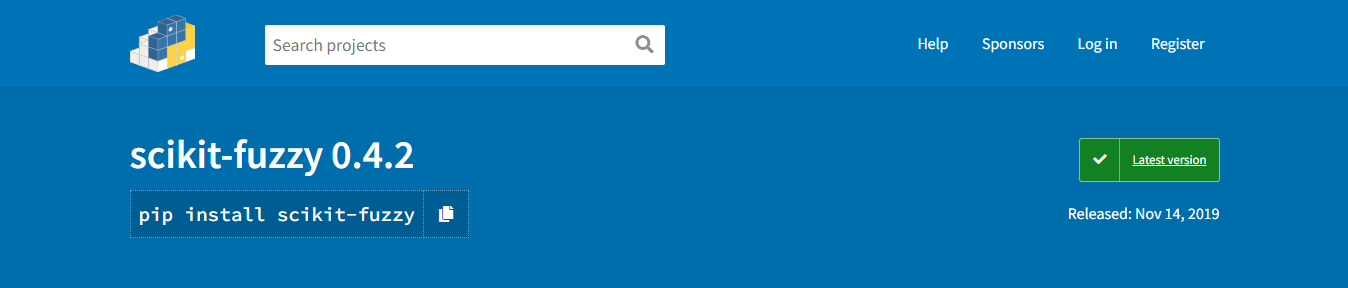 Search projects
Help Sponsors Log in Register
scikit-fuzzy 0.4.2
Latest version
pip install scikit-fuzzy
Released: Nov 14, 2019